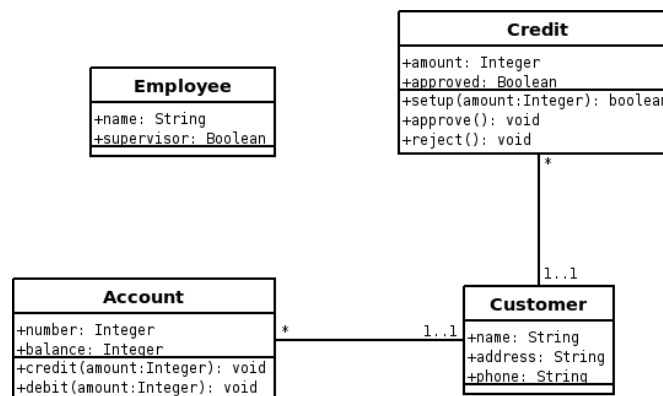 Credit
+amount: Integer
+approved: Boolean
+setup(amount:Integer): boolean
+approve(): void
+reject(): void
Employee
+name: String
+supervisor: Boolean
*
1..1
Account
+number: Integer
+balance: Integer
+credit(amount:Integer): void
+debit(amount:Integer): void
*
1..1
Customer
+name: String
+address: String
+phone: String